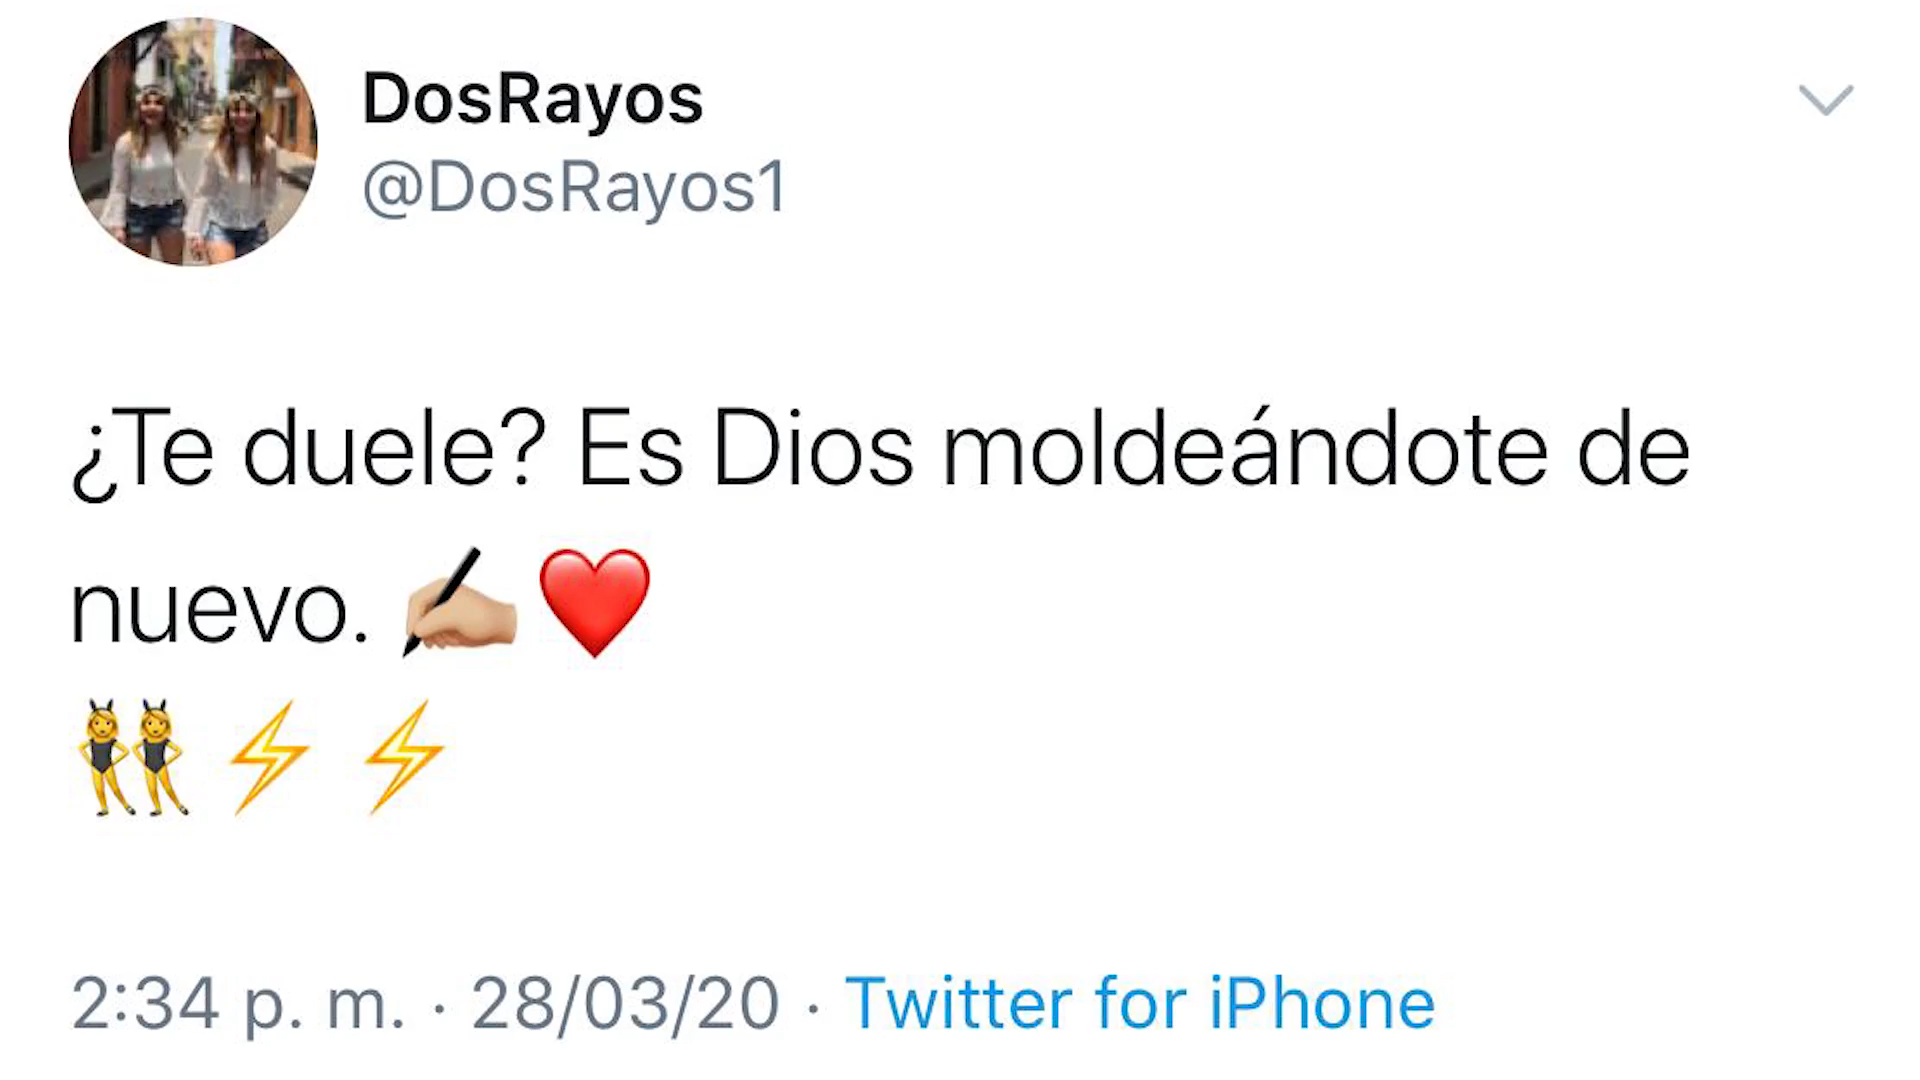 DosRayos
@DosRayos1
¿Te duele? Es Dios moldeándote de
nuevo. ✍🏼❤️
👯⚡⚡
2:34 p. m. · 28/03/20 · Twitter for iPhone